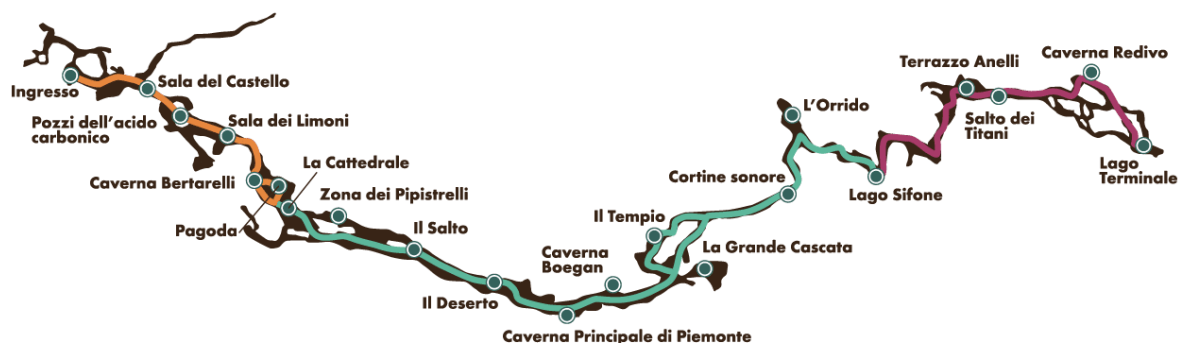 Ingresso
Sala del Castello
Pozzi dell'acido
carbonico
Sala dei Limoni
La Cattedrale
Caverna Bertarelli
Zona dei Pipistrelli
Pagoda
Il Salto
Il Deserto
Caverna Principale di Piemonte
Caverna
Boegan
Il Tempio
La Grande Cascata
Cortine sonore
L'Orrido
Lago Sifone
Terrazzo Anelli
Salto dei
Titani
Caverna Redivo
Lago
Terminale